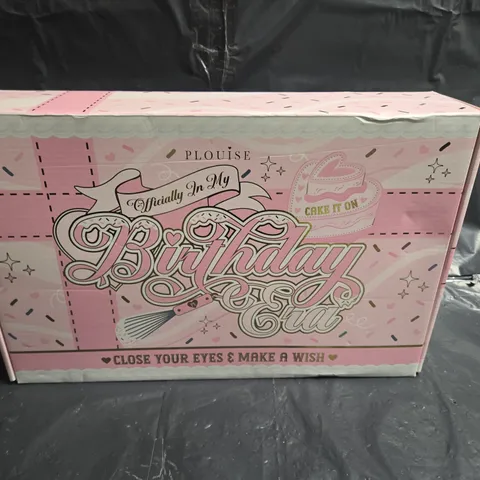 PLOUISE
Officially In My
CAKE IT ON
Birthday
Era
CLOSE YOUR EYES & MAKE A WISH